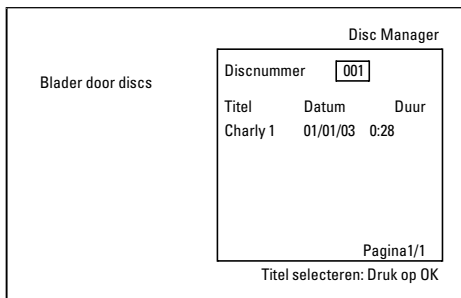 Disc Manager
Blader door discs
Discnummer 001
Titel Datum Duur
Charly 1 01/01/03 0:28
Pagina1/1
Titel selecteren: Druk op OK